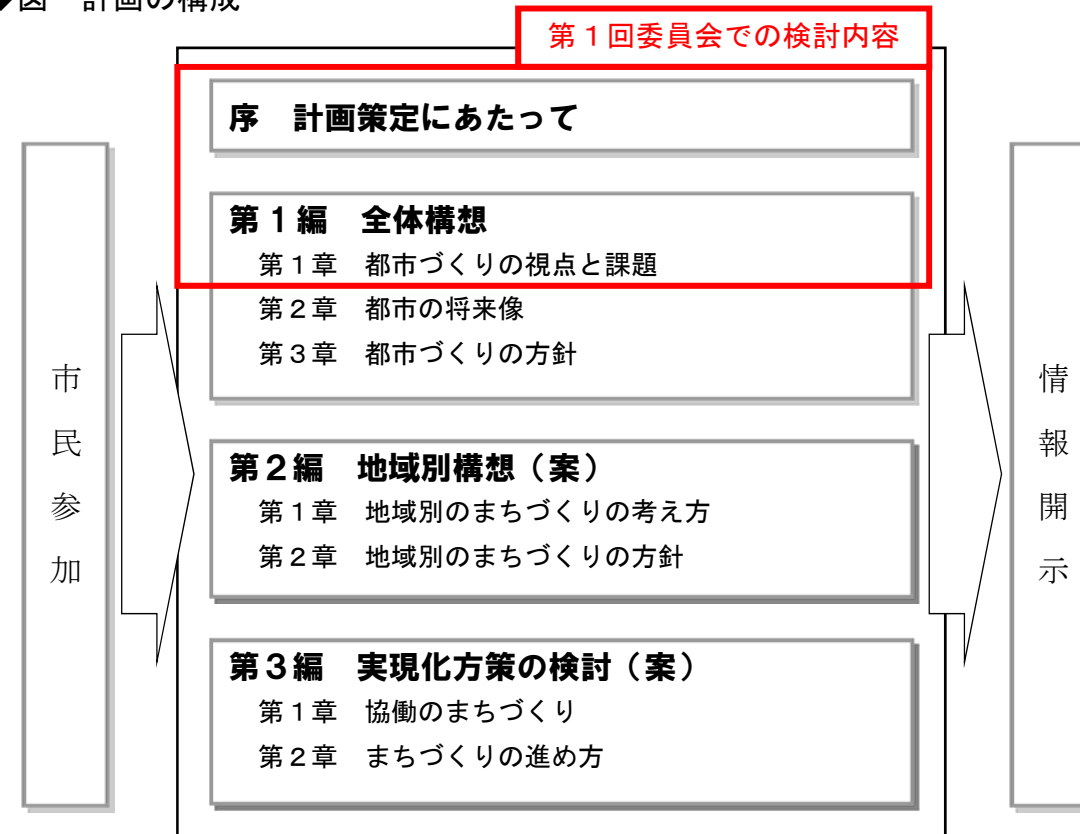 ◆図　計画の構成
第１回委員会での検討内容
序　計画策定にあたって
第１編　全体構想
第１章　都市づくりの視点と課題
第２章　都市の将来像
第３章　都市づくりの方針
市民参加
第２編　地域別構想（案）
第１章　地域別のまちづくりの考え方
第２章　地域別のまちづくりの方針
第３編　実現化方策の検討（案）
第１章　協働のまちづくり
第２章　まちづくりの進め方
情報開示